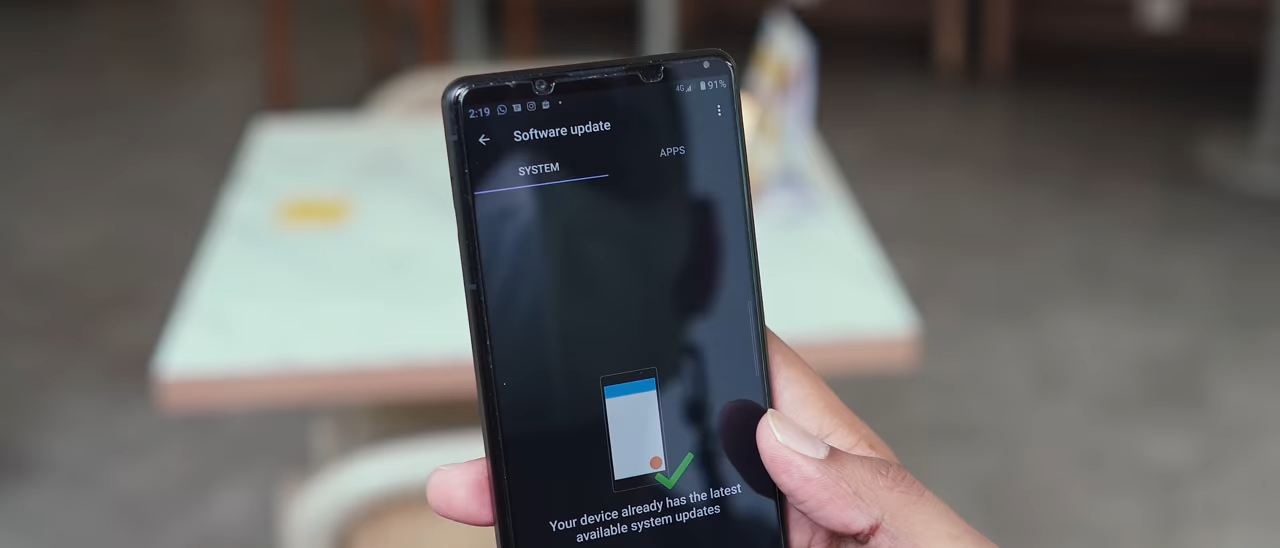 2:19
4G
91%
Software update
SYSTEM
APPS
Your device already has the latest
available system updates